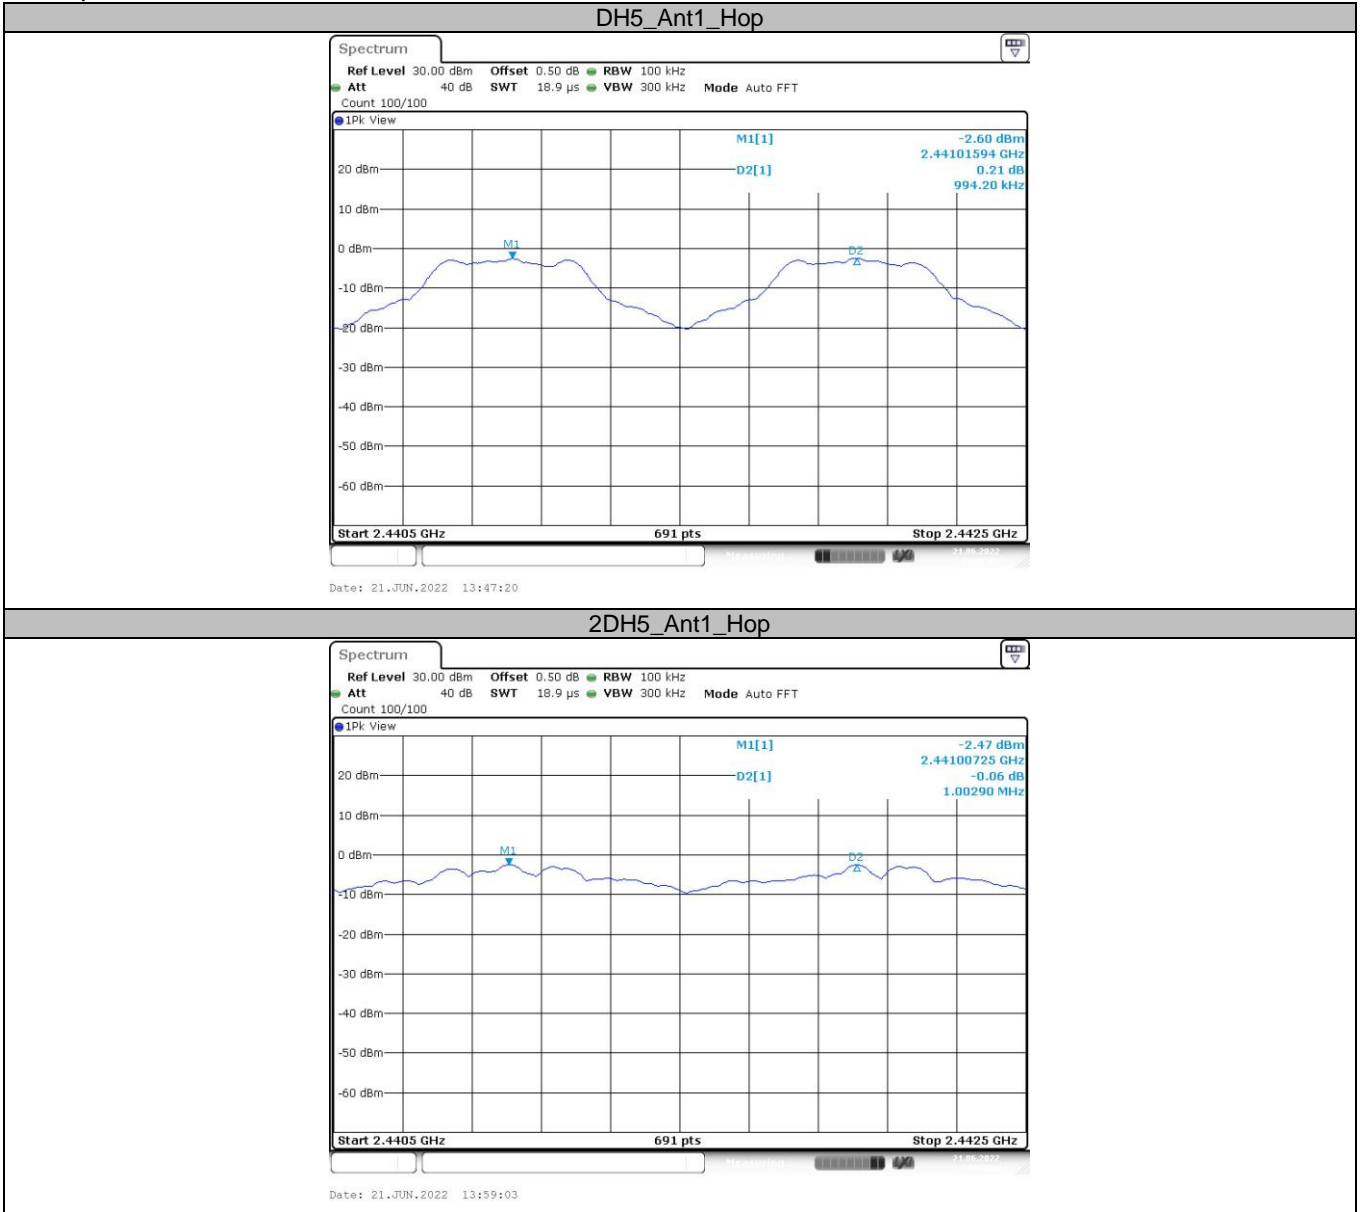 DH5_Ant1_Hop
Spectrum
Ref Level 30.00 dBm Offset 0.50 dB RBW 100 kHz
Att 40 dB SWT 18.9 µs VBW 300 kHz Mode Auto FFT
Count 100/100
1Pk View
M1[1] -2.60 dBm
2.44101594 GHz
20 dBm D2[1] 0.21 dB
994.20 kHz
10 dBm
M1
0 dBm D2
-10 dBm
-20 dBm
-30 dBm
-40 dBm
-50 dBm
-60 dBm
Start 2.4405 GHz 691 pts Stop 2.4425 GHz
Measuring... 21.06.2022
Date: 21.JUN.2022 13:47:20
2DH5_Ant1_Hop
Spectrum
Ref Level 30.00 dBm Offset 0.50 dB RBW 100 kHz
Att 40 dB SWT 18.9 µs VBW 300 kHz Mode Auto FFT
Count 100/100
1Pk View
M1[1] -2.47 dBm
2.44100725 GHz
20 dBm D2[1] -0.06 dB
1.00290 MHz
10 dBm
M1
0 dBm D2
-10 dBm
-20 dBm
-30 dBm
-40 dBm
-50 dBm
-60 dBm
Start 2.4405 GHz 691 pts Stop 2.4425 GHz
Measuring... 21.06.2022
Date: 21.JUN.2022 13:59:03